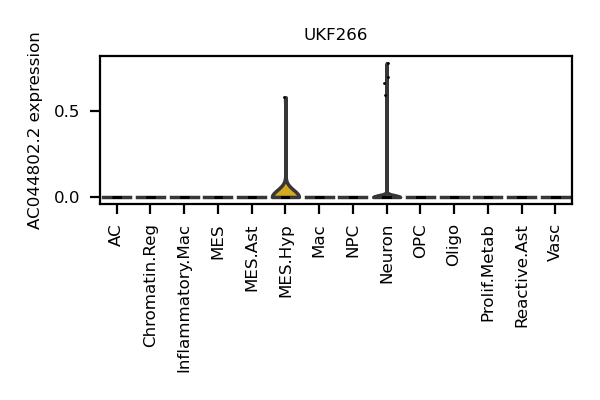 UKF266
AC044802.2 expression
0.5
0.0
AC
Chromatin.Reg
Inflammatory.Mac
MES
MES.Ast
MES.Hyp
Mac
NPC
Neuron
OPC
Oligo
Prolif.Metab
Reactive.Ast
Vasc